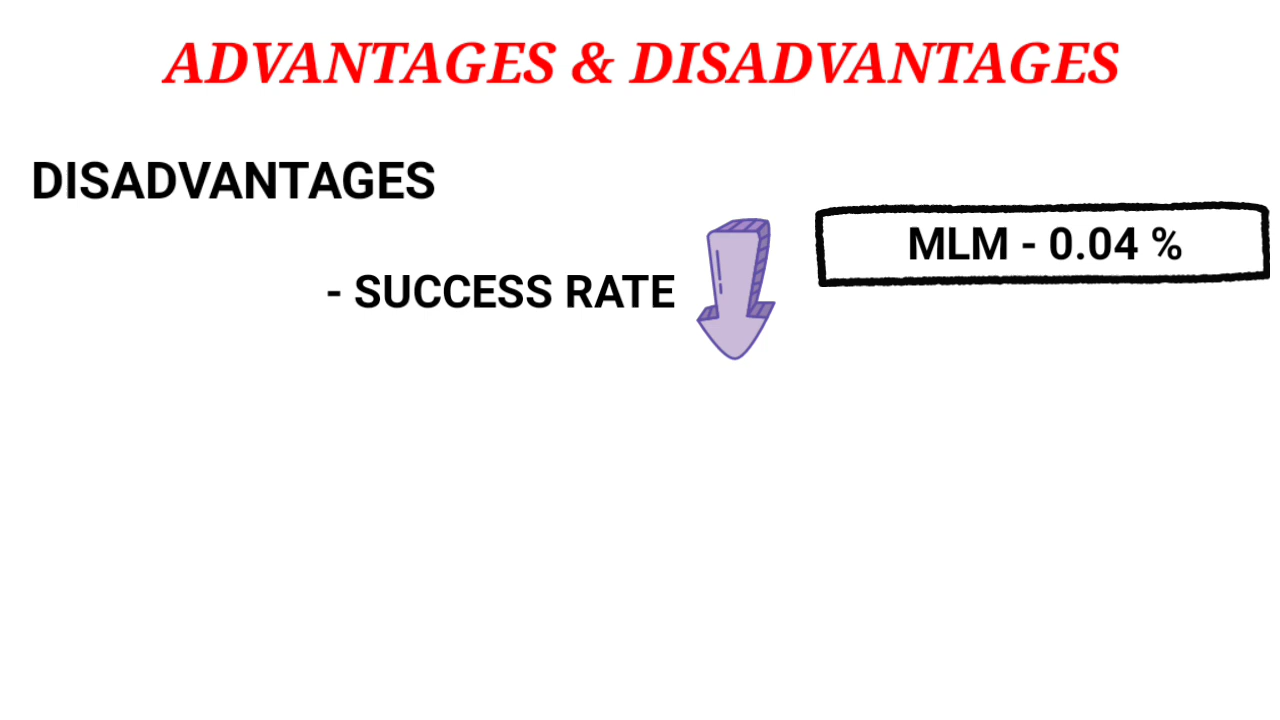 ADVANTAGES & DISADVANTAGES
DISADVANTAGES
MLM - 0.04 %
- SUCCESS RATE